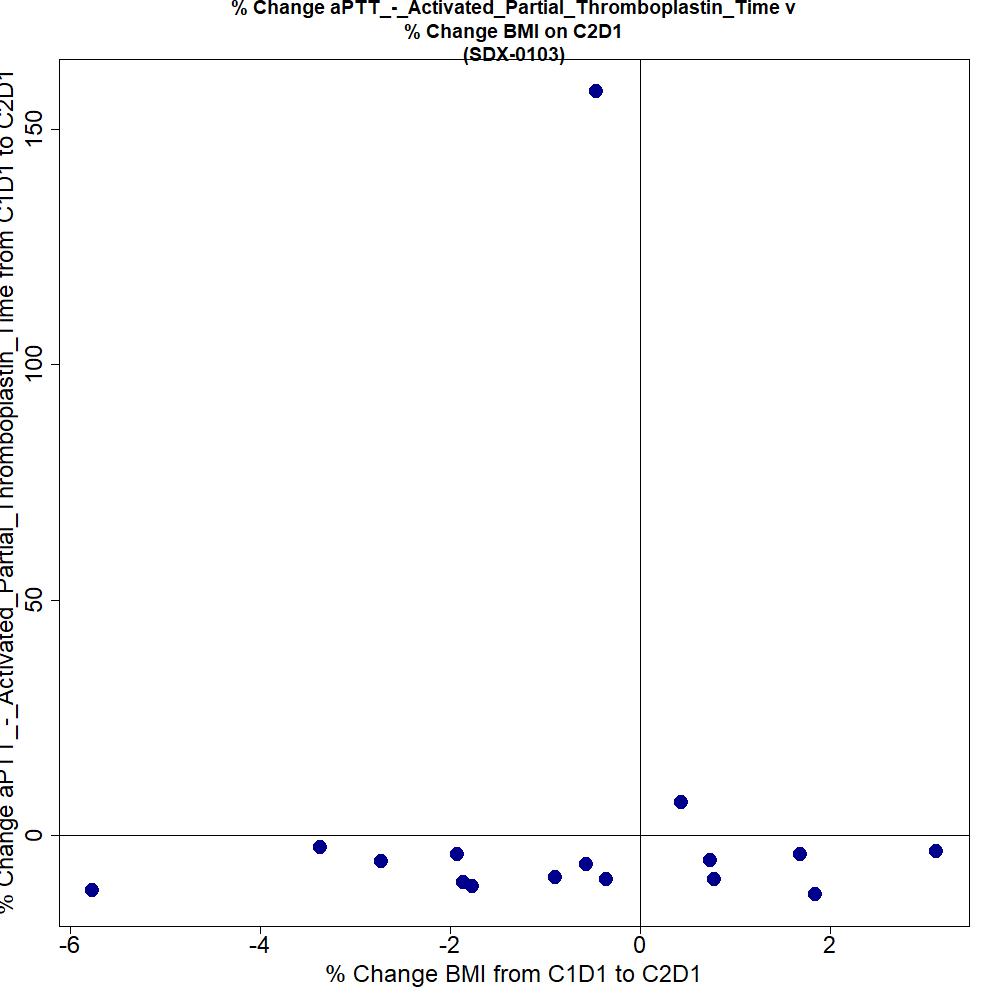 % Change aPTT_-_Activated_Partial_Thromboplastin_Time v
% Change BMI on C2D1
(SDX-0103)
% Change aPTT_-_Activated_Partial_Thromboplastin_Time from C1D1 to C2D1
150
100
50
0
-6 -4 -2 0 2
% Change BMI from C1D1 to C2D1